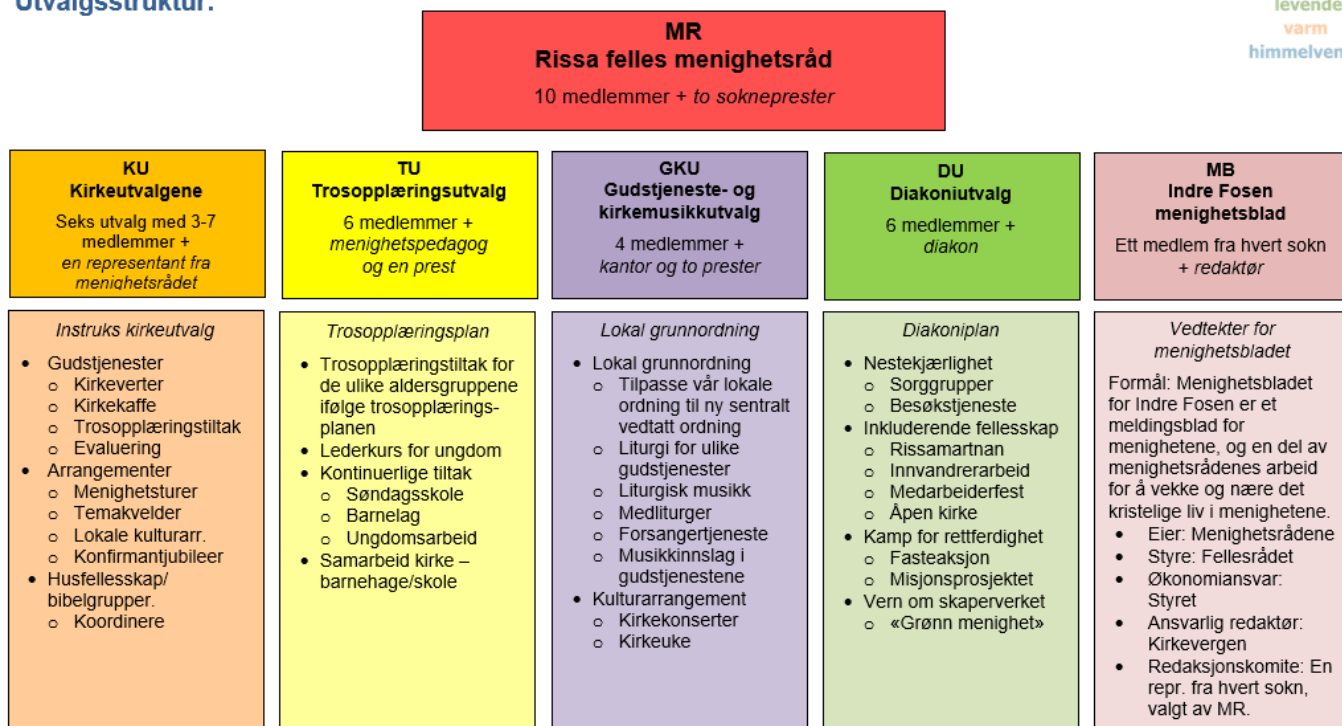 Utvalgsstruktur:
levende
varm
himmelven
MR
Rissa felles menighetsråd
10 medlemmer + to sokneprester
KU
Kirkeutvalgene
Seks utvalg med 3-7
medlemmer +
en representant fra
menighetsrådet
TU
Trosopplæringsutvalg
6 medlemmer +
menighetspedagog
og en prest
GKU
Gudstjeneste- og
kirkemusikkutvalg
4 medlemmer +
kantor og to prester
DU
Diakoniutvalg
6 medlemmer +
diakon
MB
Indre Fosen
menighetsblad
Ett medlem fra hvert sokn
+ redaktør
Instruks kirkeutvalg
• Gudstjenester
o Kirkeverter
o Kirkekaffe
o Trosopplæringstiltak
o Evaluering
• Arrangementer
o Menighetsturer
o Temakvelder
o Lokale kulturarr.
o Konfirmantjubileer
• Husfellesskap/
bibelgrupper.
o Koordinere
Trosopplæringsplan
• Trosopplæringstiltak for
de ulike aldersgruppene
ifølge trosopplærings-
planen
• Lederkurs for ungdom
• Kontinuerlige tiltak
o Søndagsskole
o Barnelag
o Ungdomsarbeid
• Samarbeid kirke –
barnehage/skole
Lokal grunnordning
• Lokal grunnordning
o Tilpasse vår lokale
ordning til ny sentralt
vedtatt ordning
o Liturgi for ulike
gudstjenester
o Liturgisk musikk
o Medliturger
o Forsangertjeneste
o Musikkinnslag i
gudstjenestene
• Kulturarrangement
o Kirkekonserter
o Kirkeuke
Diakoniplan
• Nestekjærlighet
o Sorggrupper
o Besøkstjeneste
• Inkluderende fellesskap
o Rissamartnan
o Innvandrerarbeid
o Medarbeiderfest
o Åpen kirke
• Kamp for rettferdighet
o Fasteaksjon
o Misjonsprosjektet
• Vern om skaperverket
o «Grønn menighet»
Vedtekter for
menighetsbladet
Formål: Menighetsbladet
for Indre Fosen er et
meldingsblad for
menighetene, og en del av
menighetsrådenes arbeid
for å vekke og nære det
kristelige liv i menighetene.
• Eier: Menighetsrådene
• Styre: Fellesrådet
• Økonomiansvar:
Styret
• Ansvarlig redaktør:
Kirkevergen
• Redaksjonskomite: En
repr. fra hvert sokn,
valgt av MR.